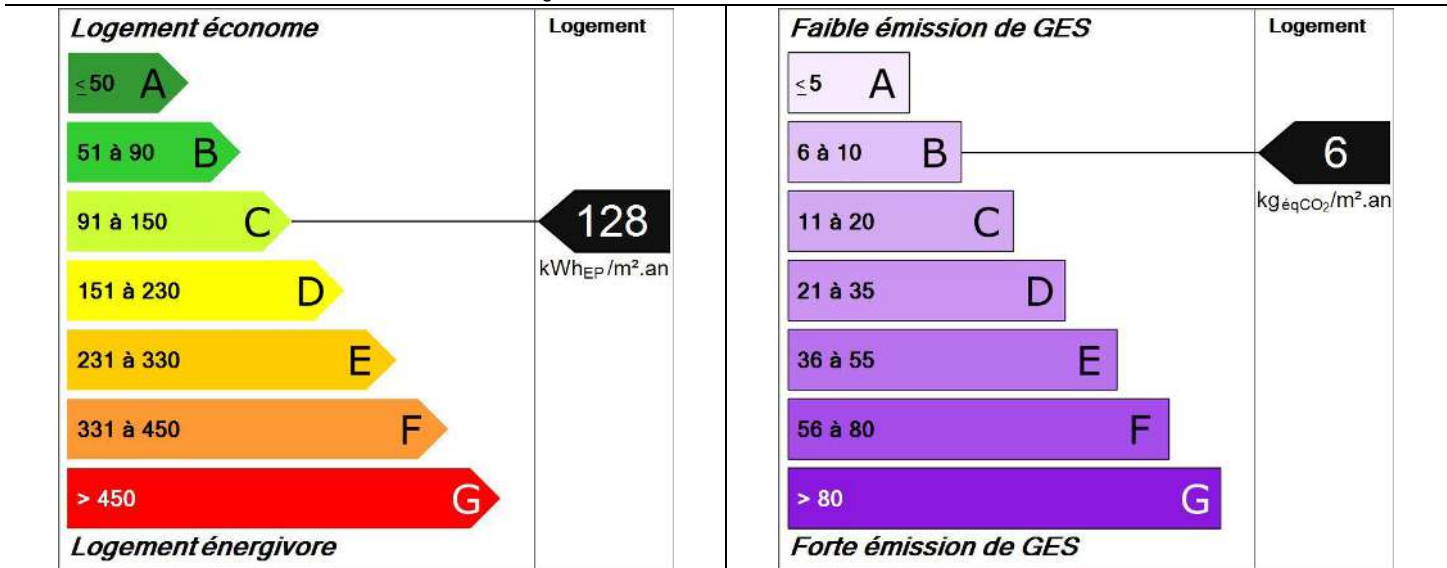 Logement économe
Logement
≤50 A
51 à 90 B
91 à 150 C
128
kWhEP/m².an
151 à 230 D
231 à 330 E
331 à 450 F
> 450 G
Logement énergivore
Faible émission de GES
Logement
≤5 A
6 à 10 B
6
kgéqCO₂/m².an
11 à 20 C
21 à 35 D
36 à 55 E
56 à 80 F
> 80 G
Forte émission de GES